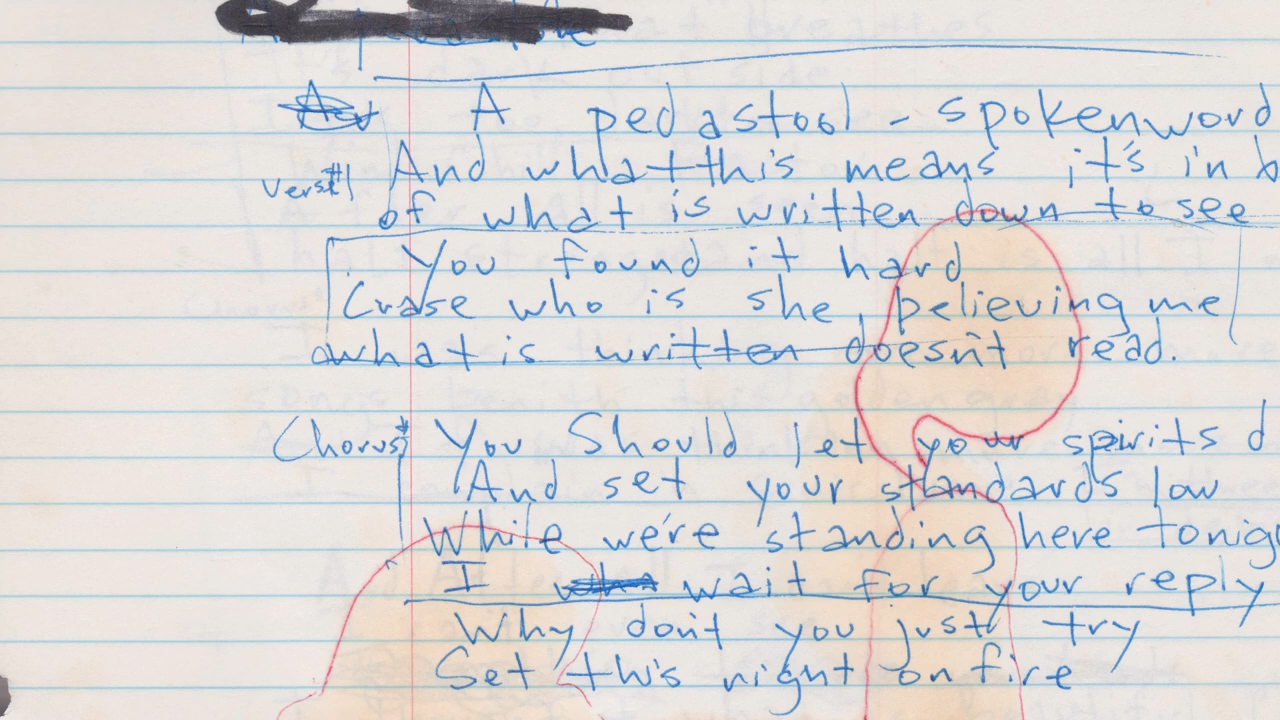 A pedastool - spokenword
Verse #1 And whatthis means it's in b
of what is written down to see
You found it hard
Crase who is she, believing me
what is written doesn't read.
Chorus # You Should let your spirits d
And set your standards low
While we're standing here tonig
I wait for your reply
Why don't you just try
Set this night on fire